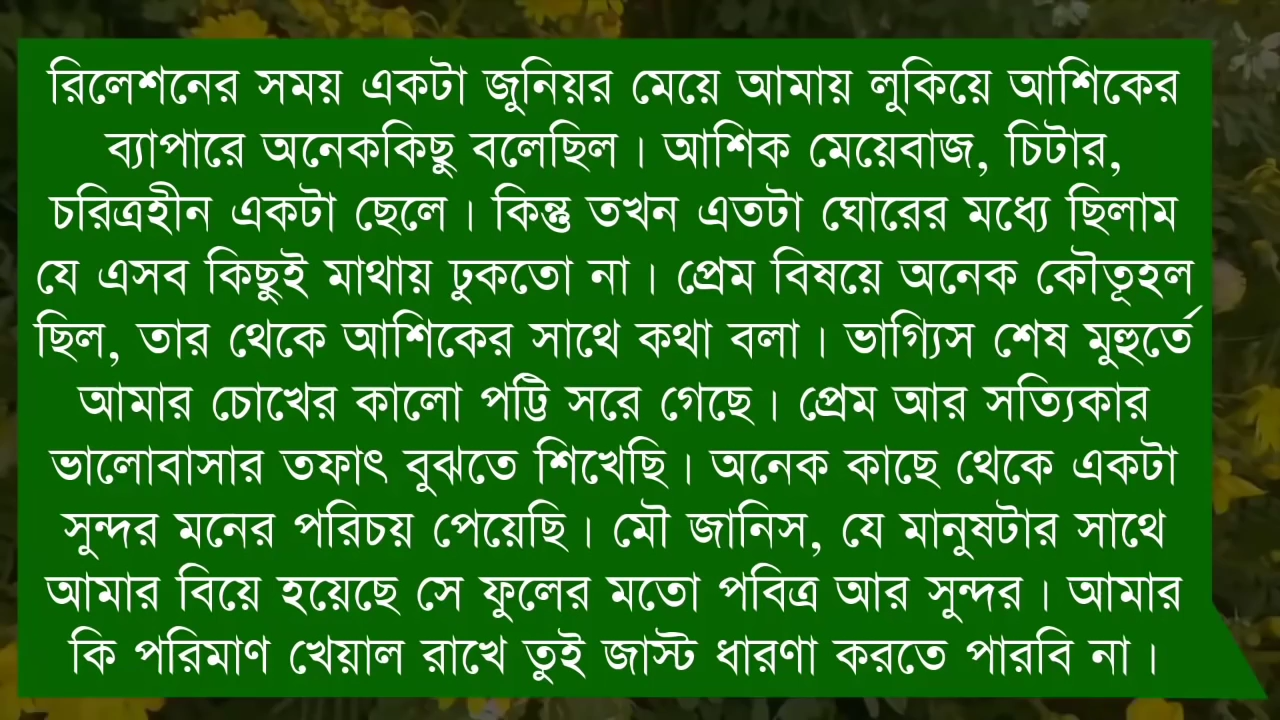 রিলেশনের সময় একটা জুনিয়র মেয়ে আমায় লুকিয়ে আশিকের
ব্যাপারে অনেককিছু বলেছিল। আশিক মেয়েবাজ, চিটার,
চরিত্রহীন একটা ছেলে। কিন্তু তখন এতটা ঘোরের মধ্যে ছিলাম
যে এসব কিছুই মাথায় ঢুকতো না। প্রেম বিষয়ে অনেক কৌতূহল
ছিল, তার থেকে আশিকের সাথে কথা বলা। ভাগ্যিস শেষ মুহুর্তে
আমার চোখের কালো পট্টি সরে গেছে। প্রেম আর সত্যিকার
ভালোবাসার তফাৎ বুঝতে শিখেছি। অনেক কাছে থেকে একটা
সুন্দর মনের পরিচয় পেয়েছি। মৌ জানিস, যে মানুষটার সাথে
আমার বিয়ে হয়েছে সে ফুলের মতো পবিত্র আর সুন্দর। আমার
কি পরিমাণ খেয়াল রাখে তুই জাস্ট ধারণা করতে পারবি না।